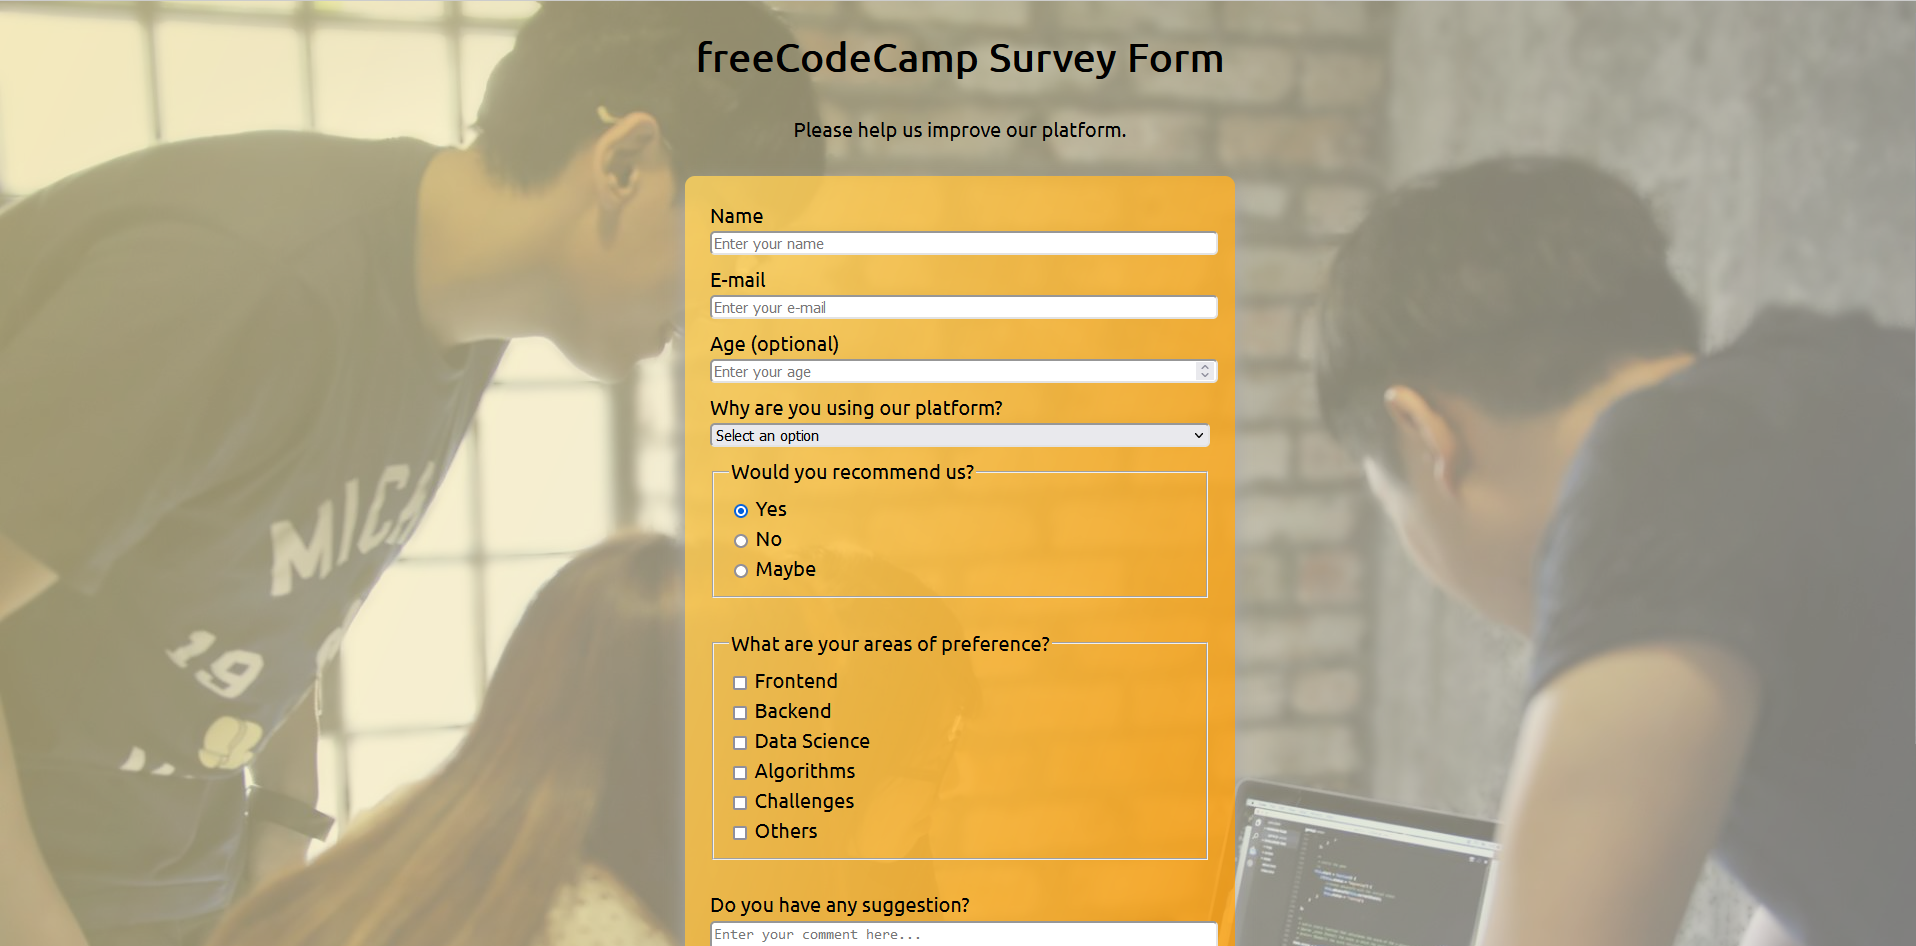 freeCodeCamp Survey Form
Please help us improve our platform.
Name
Enter your name
E-mail
Enter your e-mail
Age (optional)
Enter your age
Why are you using our platform?
Select an option
Would you recommend us?
Yes
No
Maybe
What are your areas of preference?
Frontend
Backend
Data Science
Algorithms
Challenges
Others
Do you have any suggestion?
Enter your comment here...
MICH
19